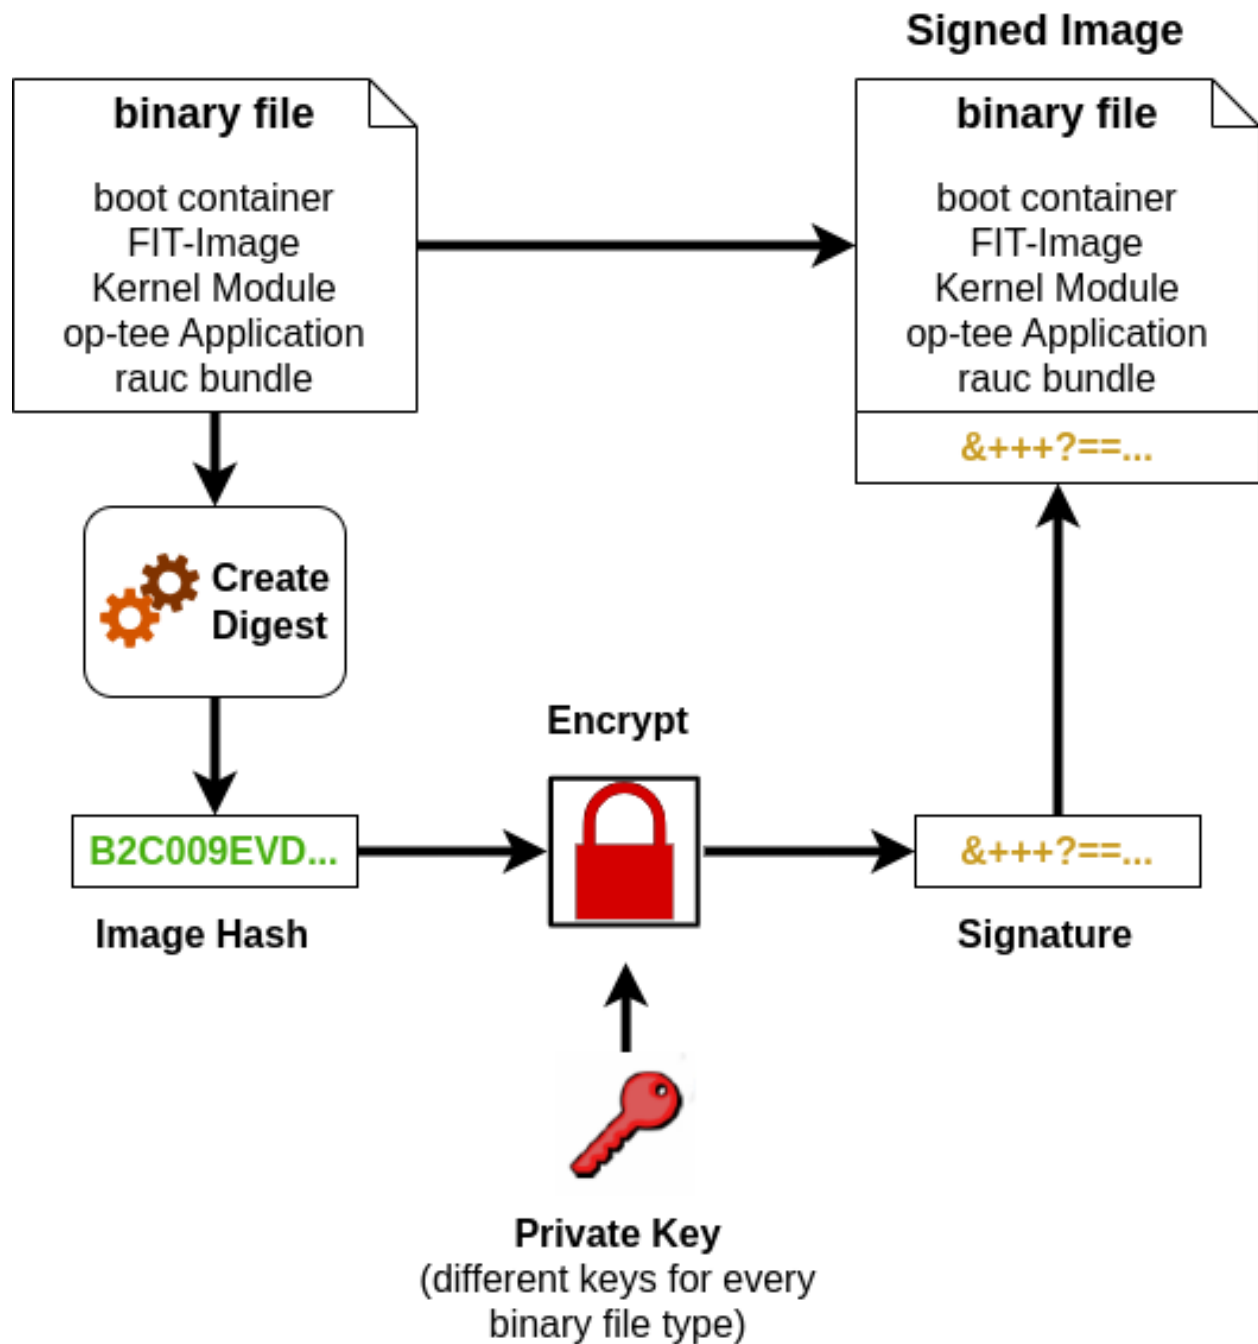 Signed Image
binary file
boot container
FIT-Image
Kernel Module
op-tee Application
rauc bundle
binary file
boot container
FIT-Image
Kernel Module
op-tee Application
rauc bundle
&+++?==...
Create
Digest
Encrypt
B2C009EVD...
Image Hash
&+++?==...
Signature
Private Key
(different keys for every
binary file type)